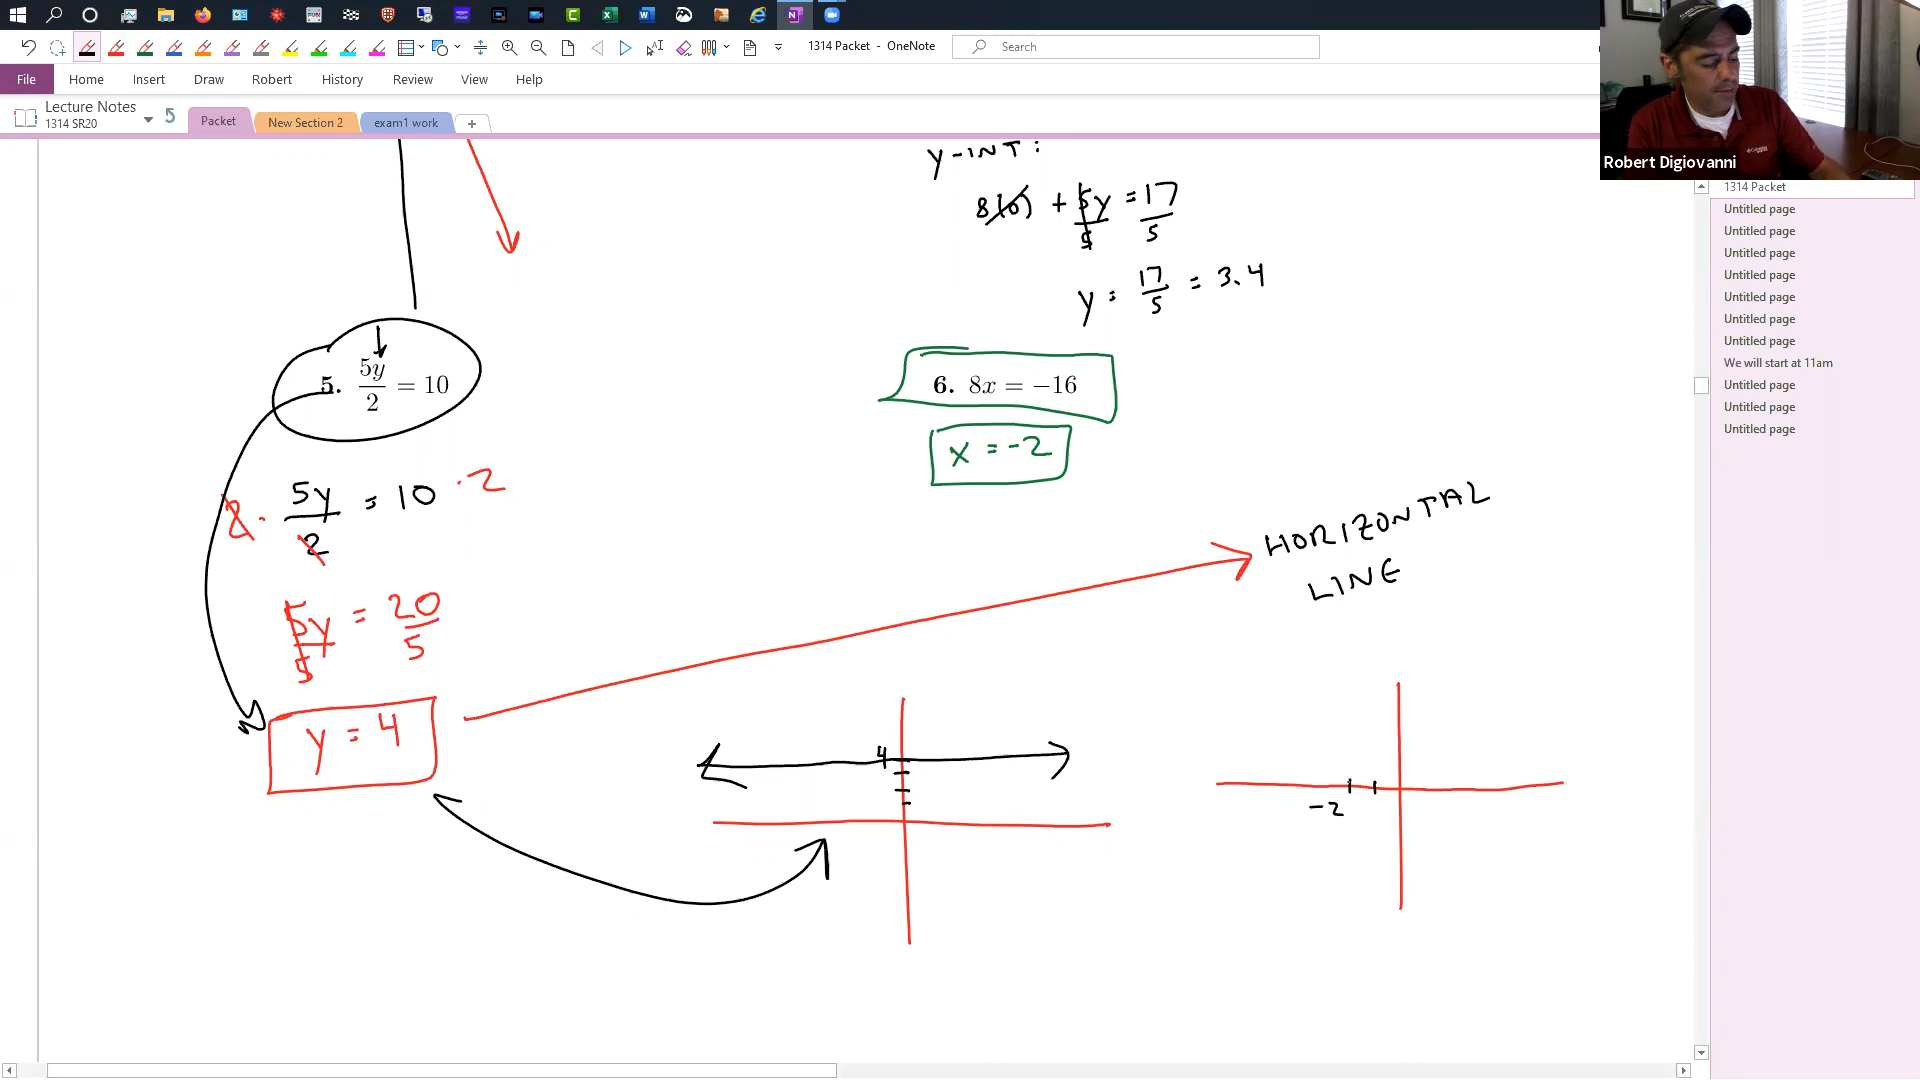 1314 Packet - OneNote
Search
File Home Insert Draw Robert History Review View Help
Lecture Notes
1314 SR20
Packet New Section 2 exam1 work +
Robert Digiovanni
1314 Packet
Untitled page
Untitled page
Untitled page
Untitled page
Untitled page
Untitled page
Untitled page
We will start at 11am
Untitled page
Untitled page
Untitled page
Y-INT:
8(0) + 5y/5 = 17/5
y = 17/5 = 3.4
5. 5y/2 = 10
6. 8x = -16
x = -2
2 · 5y/2 = 10 · 2
5y/5 = 20/5
y = 4
HORIZONTAL
LINE
4
-2